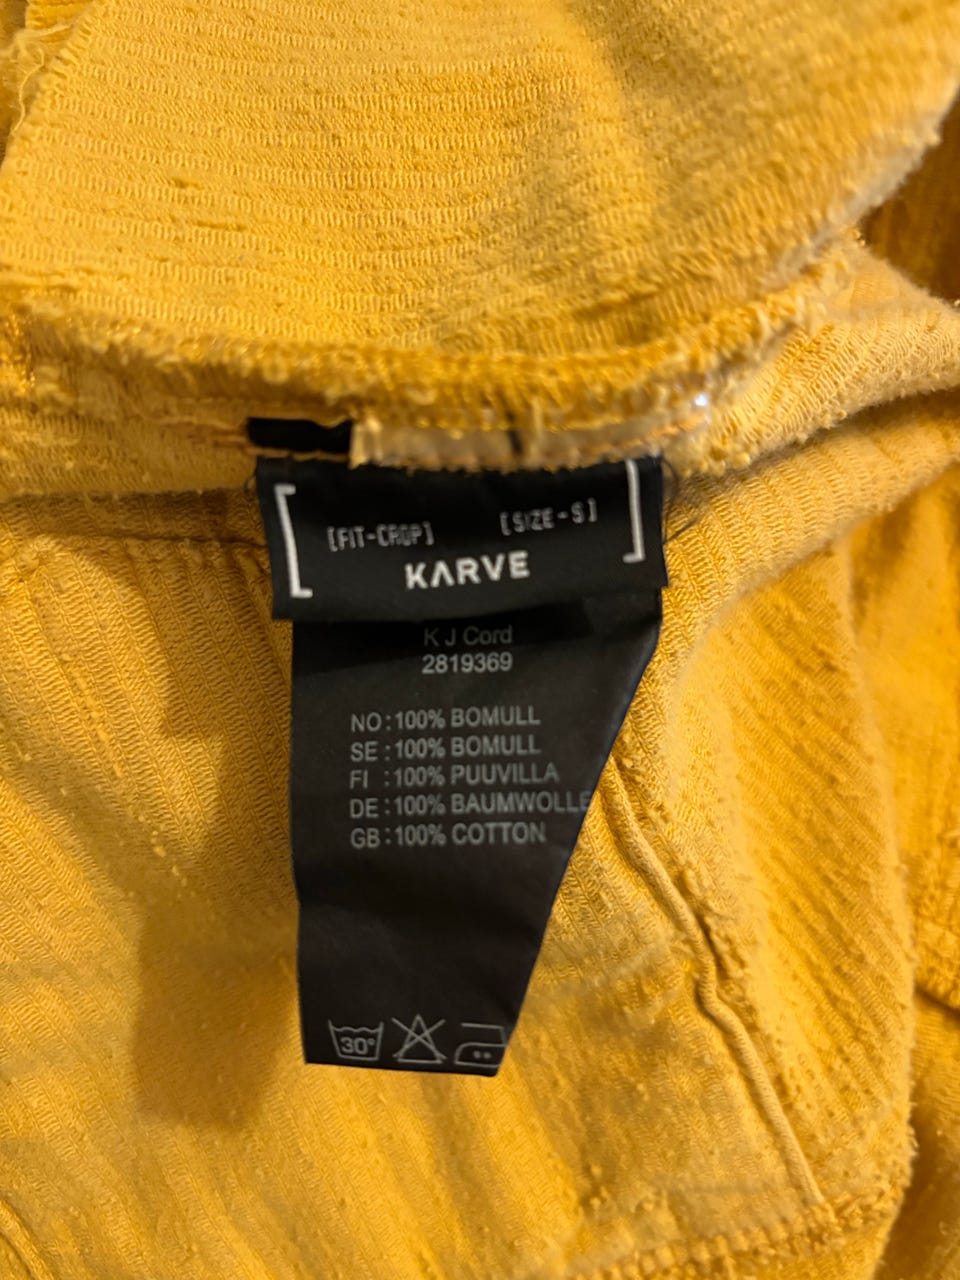 [FIT-CROP] [SIZE-S]
KARVE
K J Cord
2819369
NO:100% BOMULL
SE:100% BOMULL
FI:100% PUUVILLA
DE:100% BAUMWOLLE
GB:100% COTTON
30°